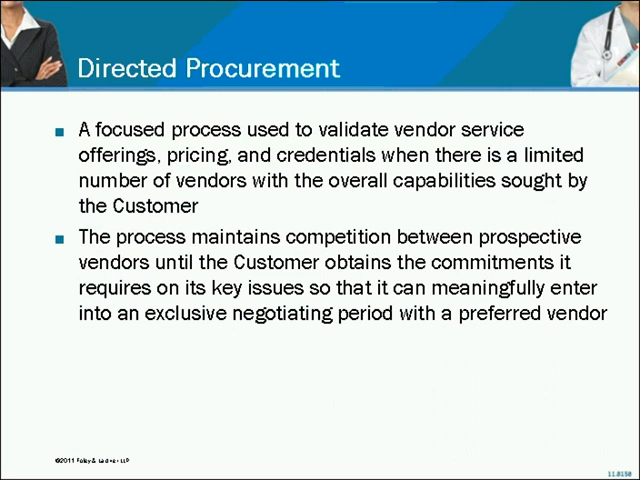 Directed Procurement
■ A focused process used to validate vendor service
offerings, pricing, and credentials when there is a limited
number of vendors with the overall capabilities sought by
the Customer
■ The process maintains competition between prospective
vendors until the Customer obtains the commitments it
requires on its key issues so that it can meaningfully enter
into an exclusive negotiating period with a preferred vendor
©2011 Foley & Lardner LLP
11.8158